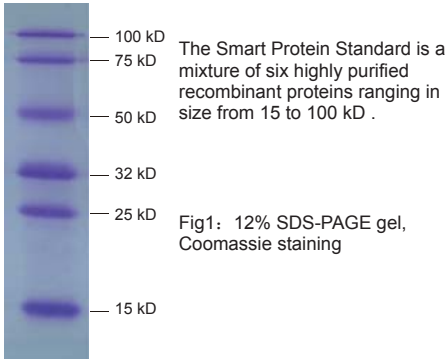 100 kD
75 kD
50 kD
32 kD
25 kD
15 kD
The Smart Protein Standard is a
mixture of six highly purified
recombinant proteins ranging in
size from 15 to 100 kD .
Fig1： 12% SDS-PAGE gel,
Coomassie staining